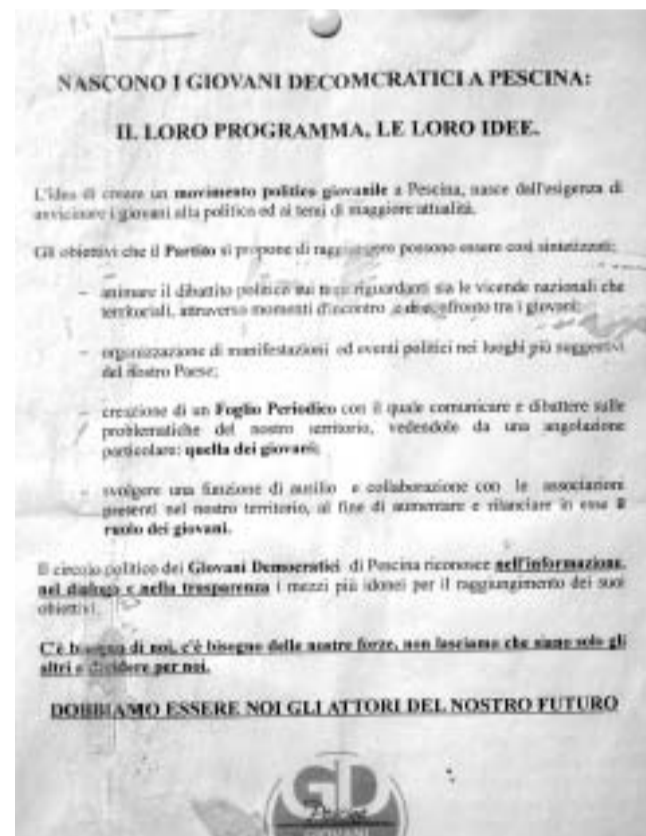 NASCONO I GIOVANI DECOMCRATICI A PESCINA:
IL LORO PROGRAMMA, LE LORO IDEE.
L'idea di creare un movimento politico giovanile a Pescina, nasce dell'esigenza di
avvicinare i giovani alla politico ed ai temi di maggiore attualità.
Gli obiettivi che il Partito si propone di raggiungere possono essere così sintetizzati:
– animare il dibattito politico sui temi riguardanti sia le vicende nazionali che
territoriali, attraverso momenti d'incontro e di confronto tra i giovani;
– organizzazione di manifestazioni ed eventi politici nei luoghi più suggestivi
del nostro Paese;
– creazione di un Foglio Periodico con il quale comunicare e dibattere sulle
problematiche del nostro territorio, vedendole da una angolazione
particolare: quella dei giovani;
– svolgere una funzione di ausilio e collaborazione con le associazioni
presenti nel nostro territorio, al fine di aumentare e rilanciare in esse il
ruolo dei giovani.
Il circolo politico dei Giovani Democratici di Pescina riconosce nell'informazione,
nel dialogo e nella trasparenza i mezzi più idonei per il raggiungimento dei suoi
obiettivi.
C'è bisogno di noi, c'è bisogno delle nostre forze, non lasciamo che siano solo gli
altri a decidere per noi.
DOBBIAMO ESSERE NOI GLI ATTORI DEL NOSTRO FUTURO
GD
Pescina
GIOVANI